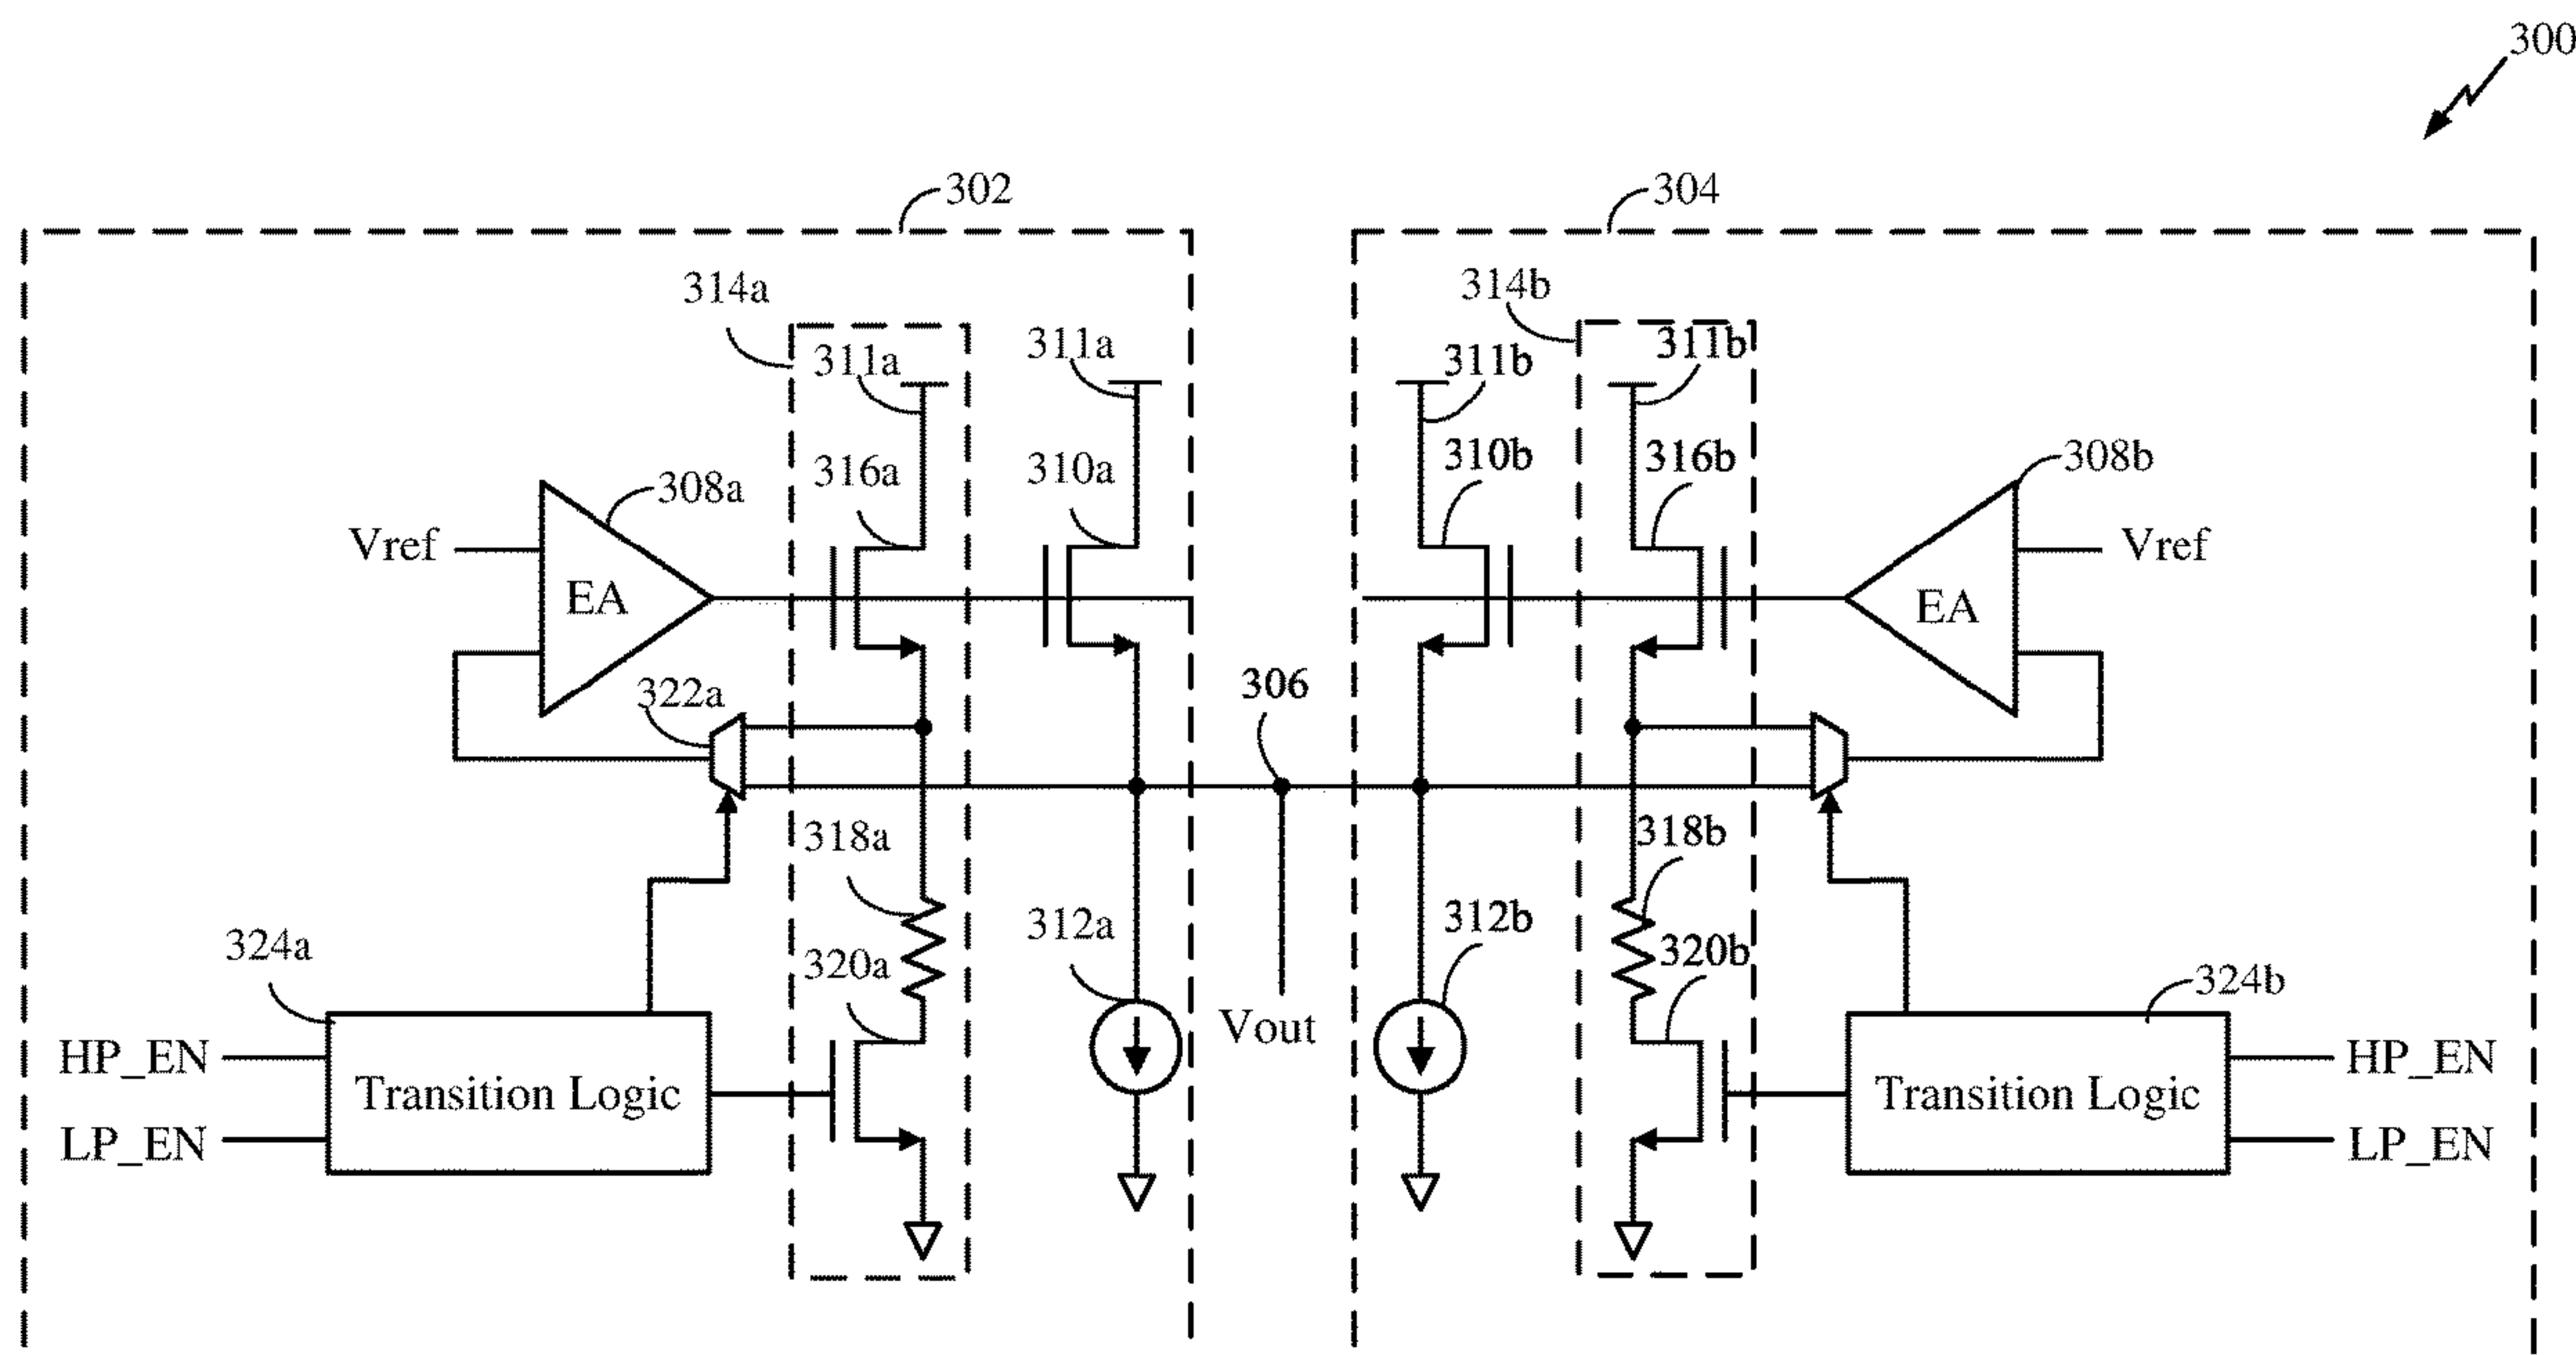 300
302
304
314a
314b
311a
311a
311b
311b
316a
310a
310b
316b
308a
308b
Vref
Vref
EA
EA
322a
306
318a
318b
324a
320a
312a
312b
320b
324b
Vout
HP_EN
LP_EN
Transition Logic
Transition Logic
HP_EN
LP_EN